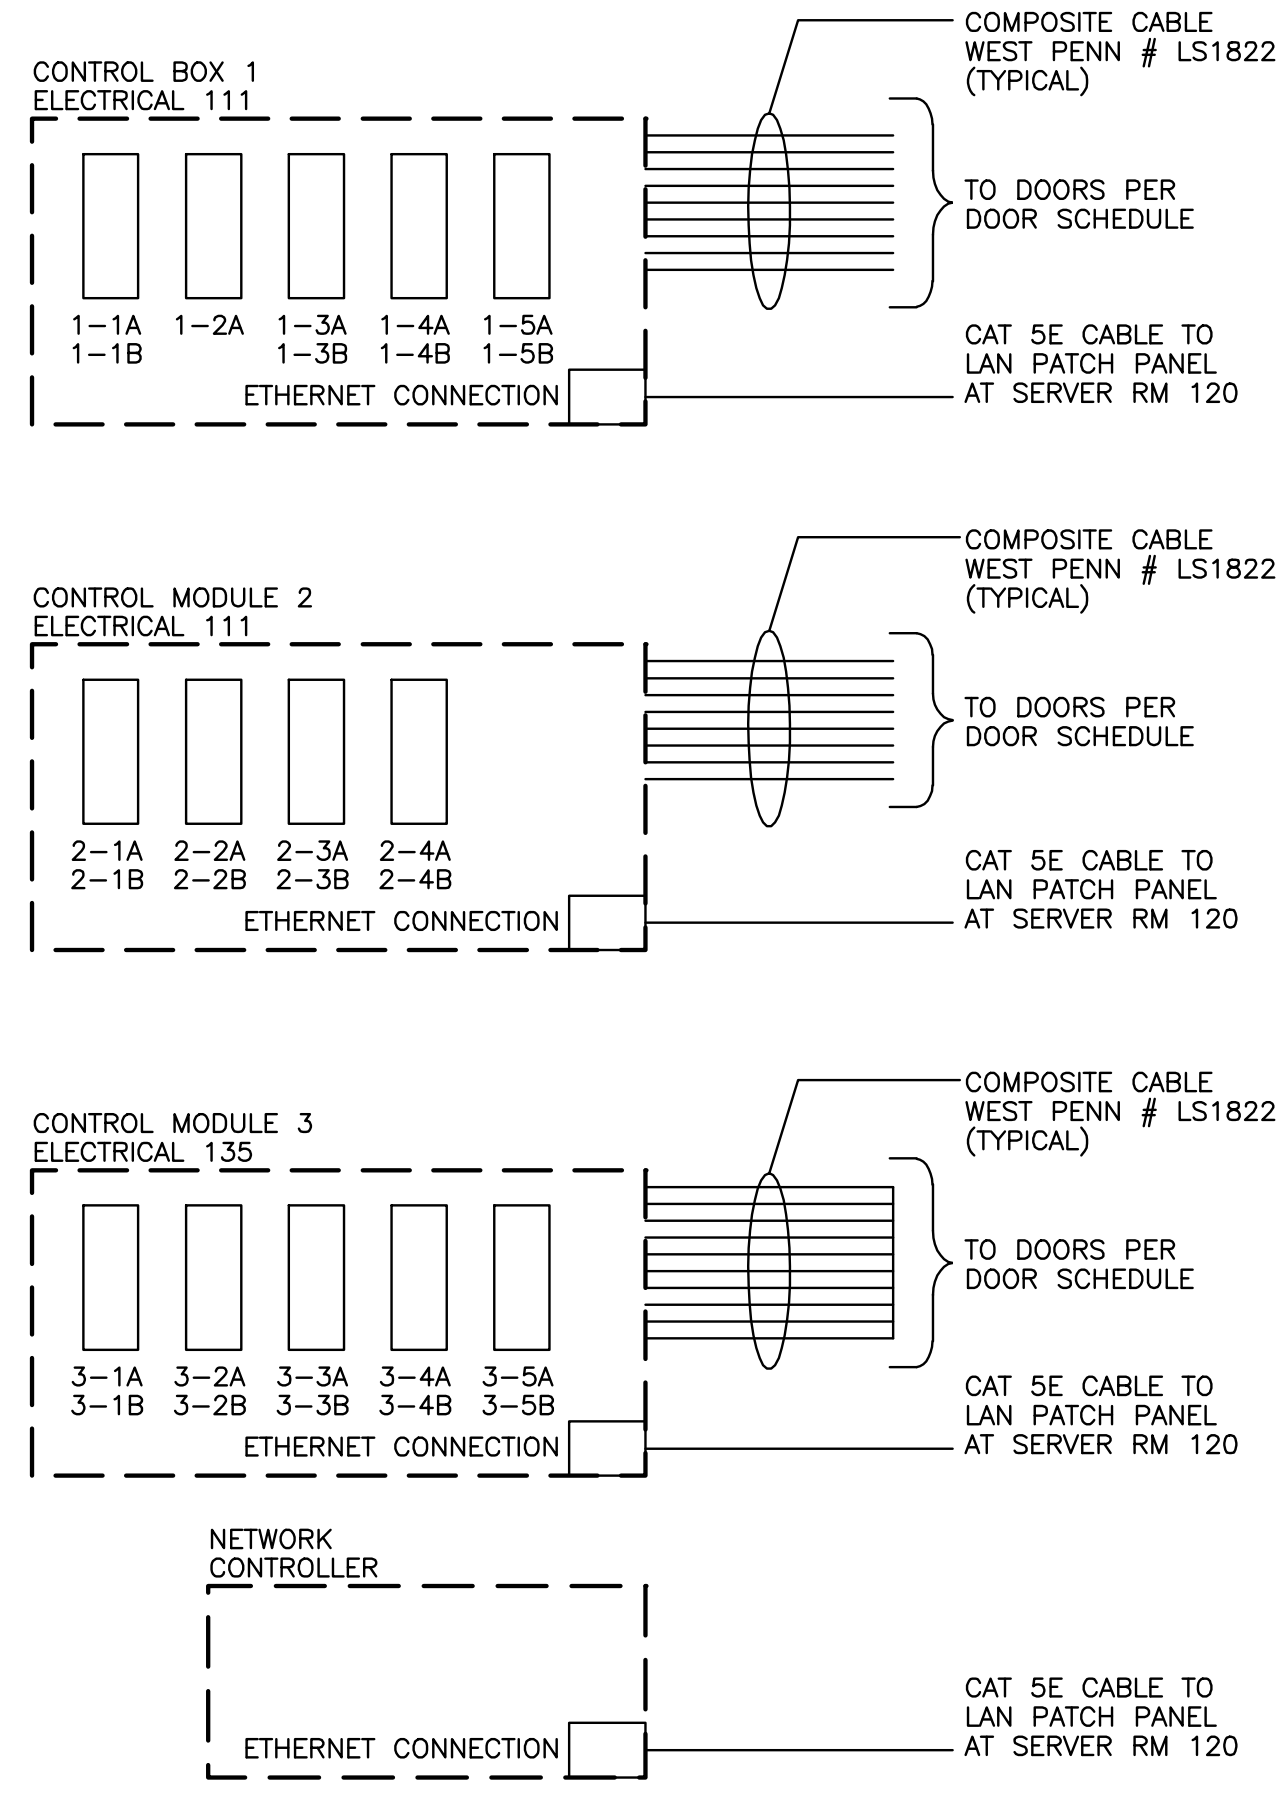 COMPOSITE CABLE
WEST PENN # LS1822
(TYPICAL)
CONTROL BOX 1
ELECTRICAL 111
TO DOORS PER
DOOR SCHEDULE
1-1A 1-2A 1-3A 1-4A 1-5A
1-1B 1-3B 1-4B 1-5B
CAT 5E CABLE TO
LAN PATCH PANEL
AT SERVER RM 120
ETHERNET CONNECTION
COMPOSITE CABLE
WEST PENN # LS1822
(TYPICAL)
CONTROL MODULE 2
ELECTRICAL 111
TO DOORS PER
DOOR SCHEDULE
2-1A 2-2A 2-3A 2-4A
2-1B 2-2B 2-3B 2-4B
CAT 5E CABLE TO
LAN PATCH PANEL
AT SERVER RM 120
ETHERNET CONNECTION
COMPOSITE CABLE
WEST PENN # LS1822
(TYPICAL)
CONTROL MODULE 3
ELECTRICAL 135
TO DOORS PER
DOOR SCHEDULE
3-1A 3-2A 3-3A 3-4A 3-5A
3-1B 3-2B 3-3B 3-4B 3-5B
CAT 5E CABLE TO
LAN PATCH PANEL
AT SERVER RM 120
ETHERNET CONNECTION
NETWORK
CONTROLLER
CAT 5E CABLE TO
LAN PATCH PANEL
AT SERVER RM 120
ETHERNET CONNECTION